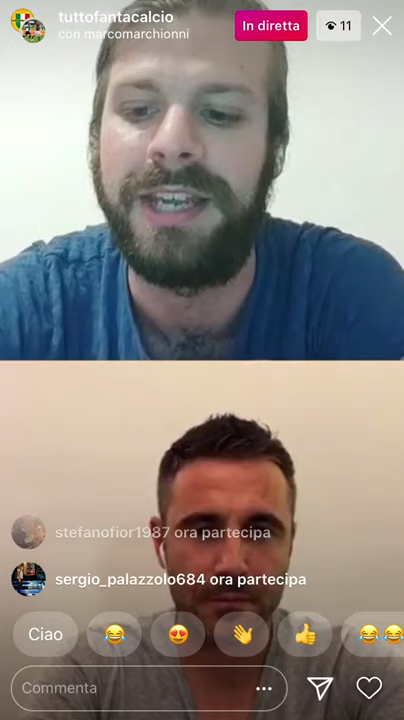 tuttofantacalcio
con marcomarchionni
In diretta
11
stefanofior1987 ora partecipa
sergio_palazzolo684 ora partecipa
Ciao
Commenta